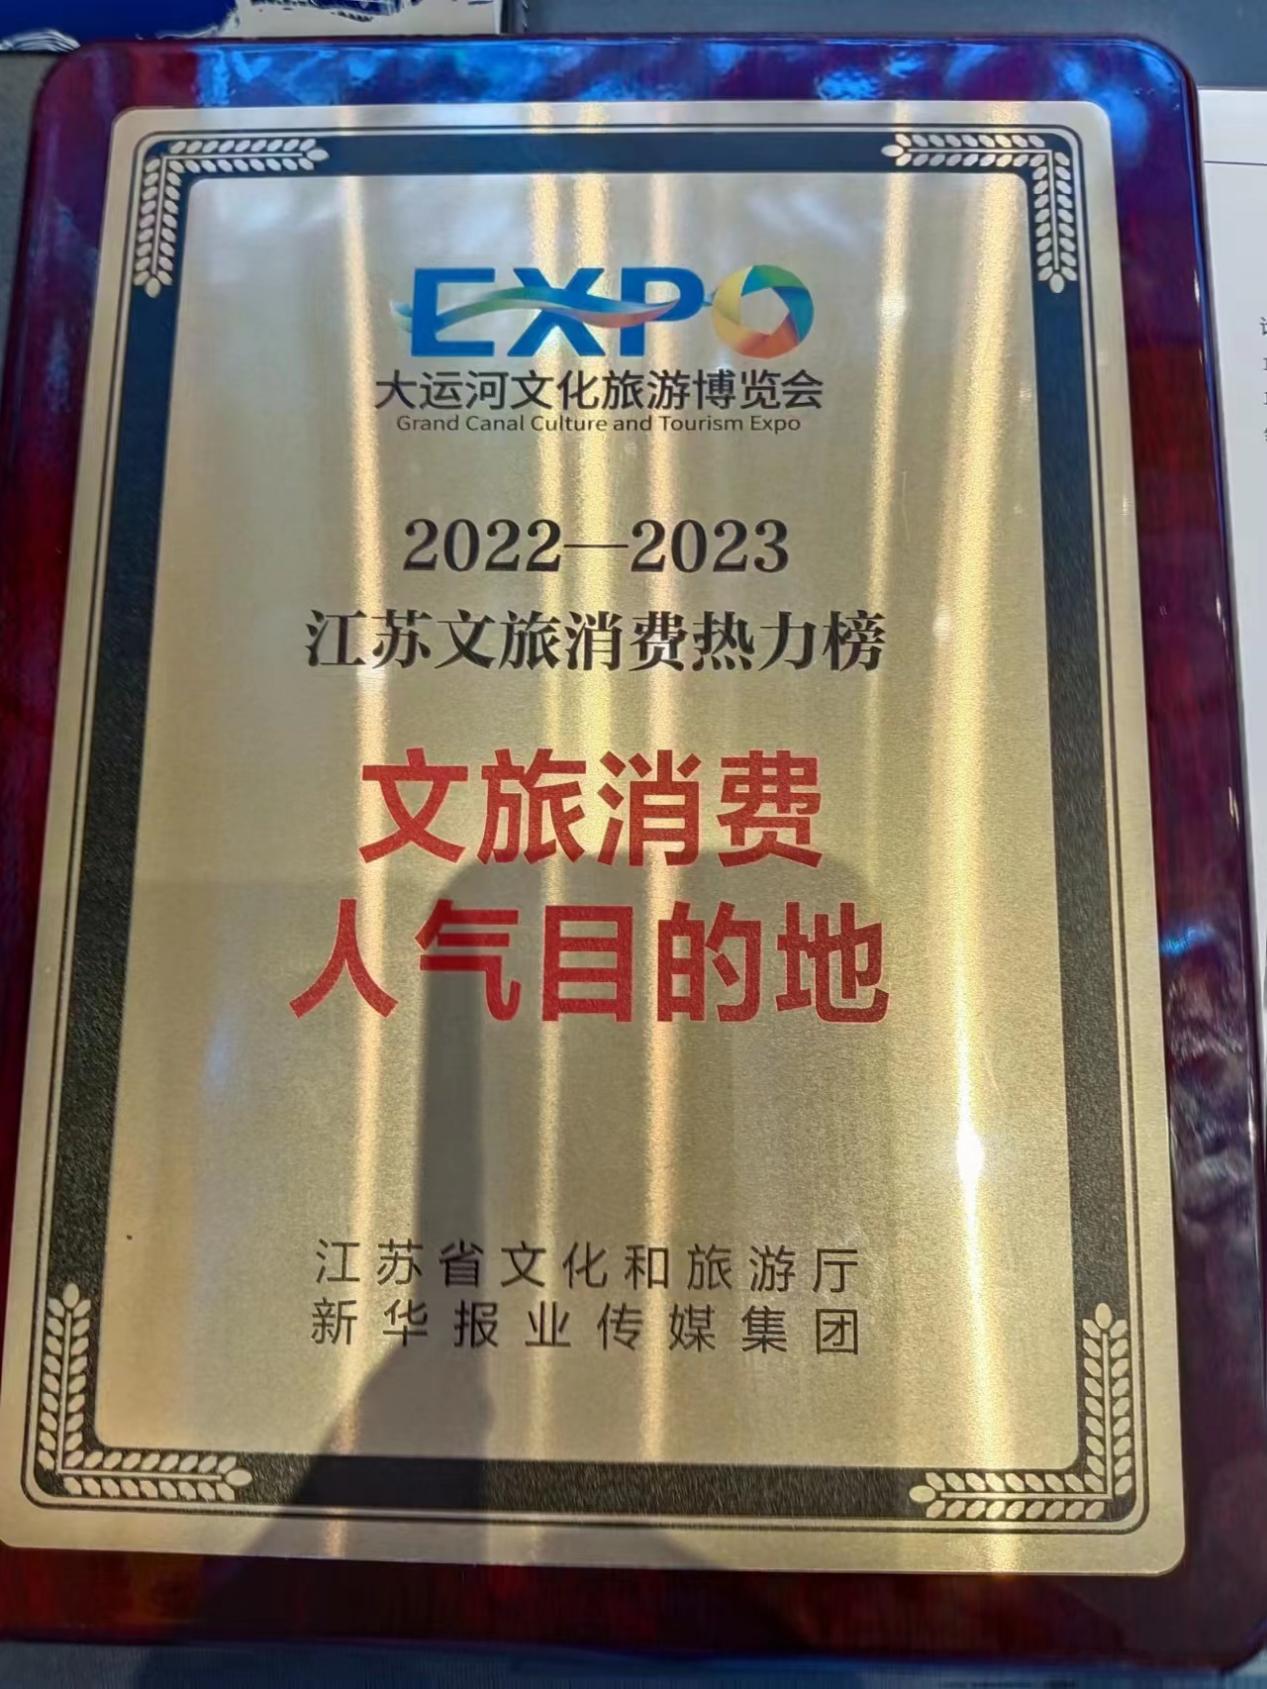 EXPO
大运河文化旅游博览会
Grand Canal Culture and Tourism Expo
2022—2023
江苏文旅消费热力榜
文旅消费
人气目的地
江苏省文化和旅游厅
新华报业传媒集团